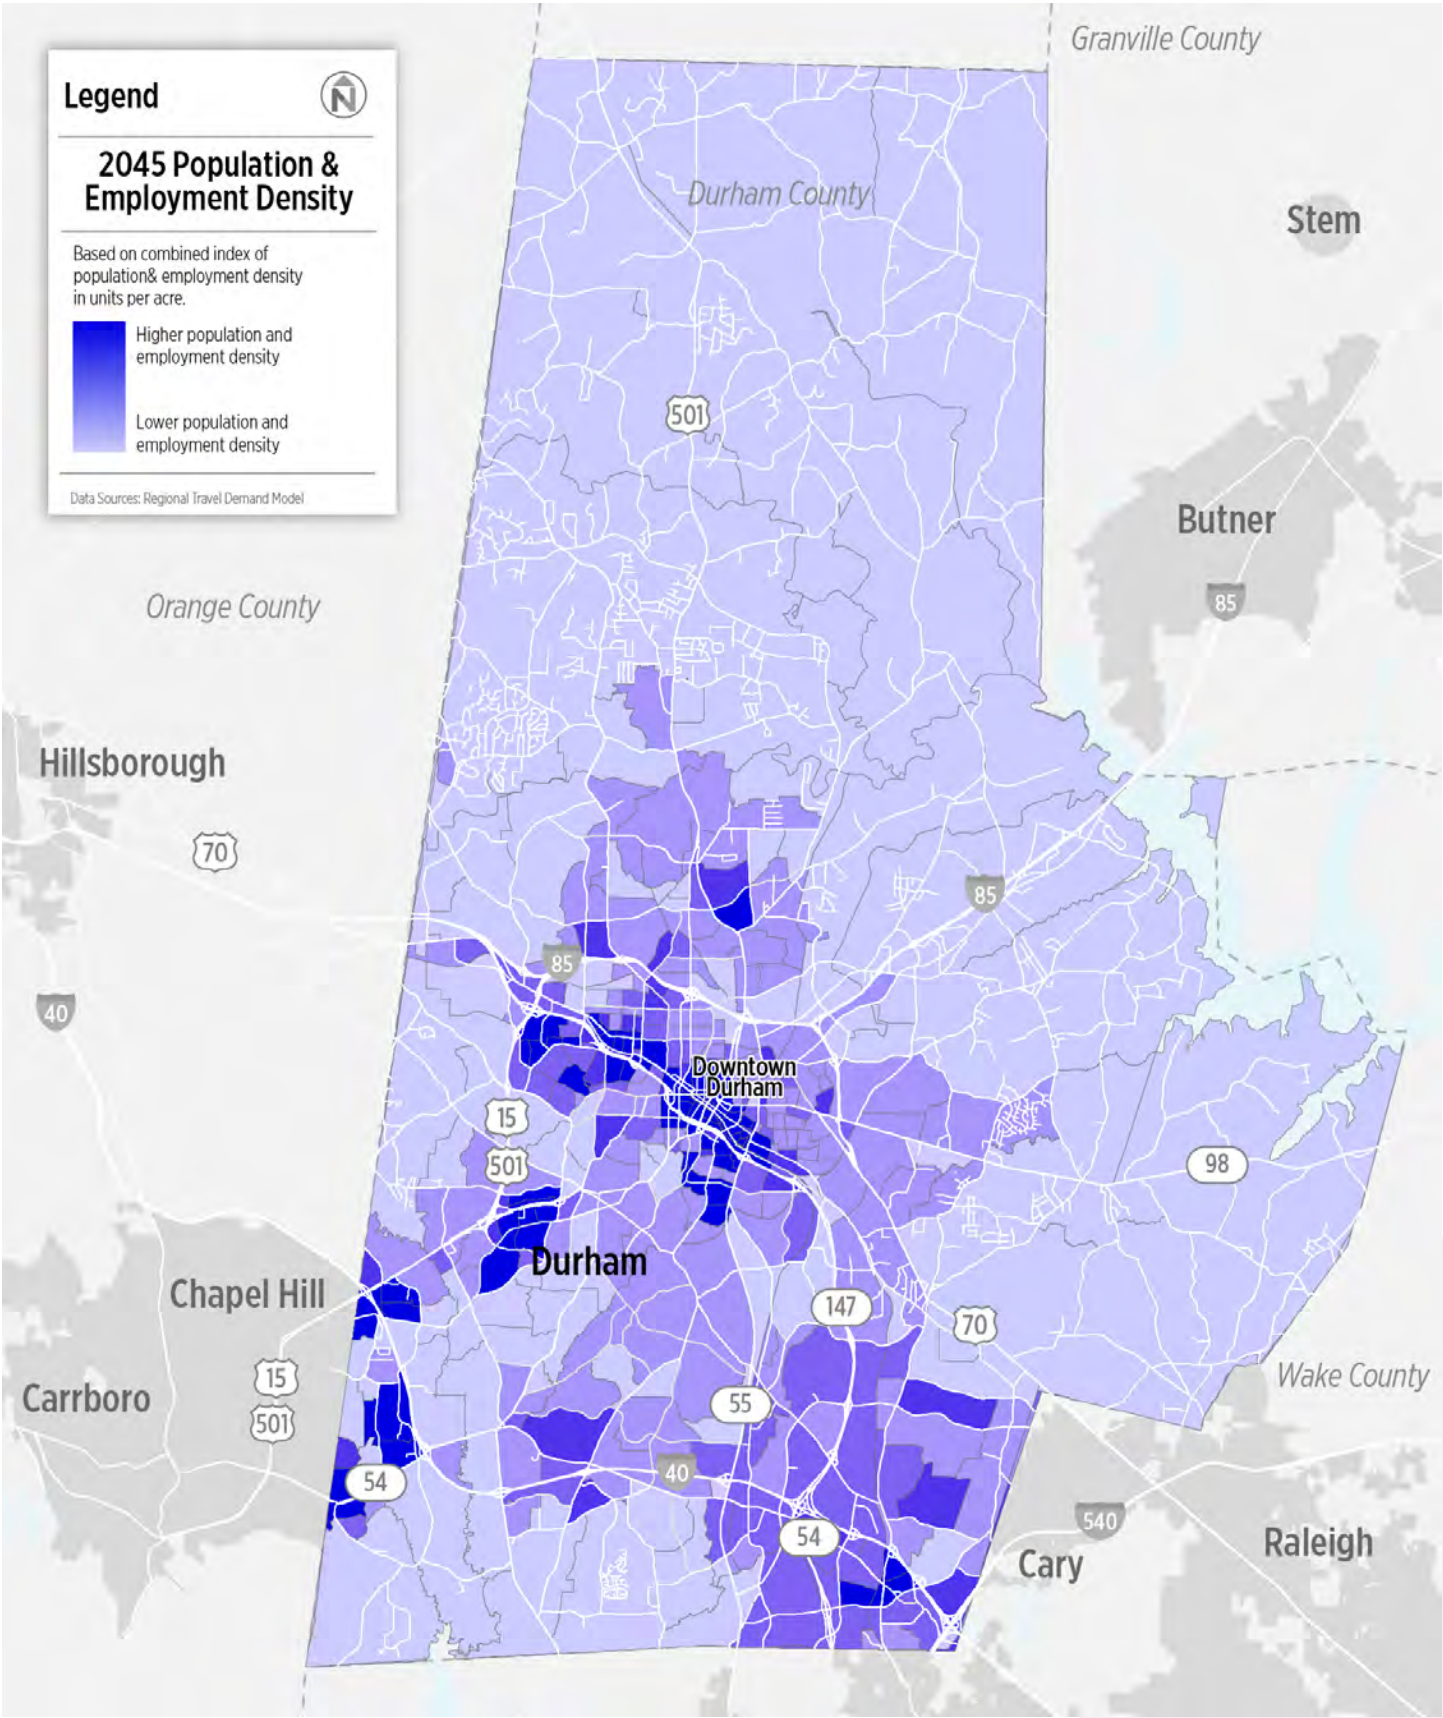 Granville County
Legend
N
2045 Population &
Employment Density
Based on combined index of
population& employment density
in units per acre.
Higher population and
employment density
Lower population and
employment density
Data Sources: Regional Travel Demand Model
Durham County
Stem
501
Butner
85
Orange County
Hillsborough
70
85
85
40
Downtown
Durham
15
501
98
Durham
Chapel Hill
147
70
15
Wake County
Carrboro
55
501
40
54
540
54
Raleigh
Cary